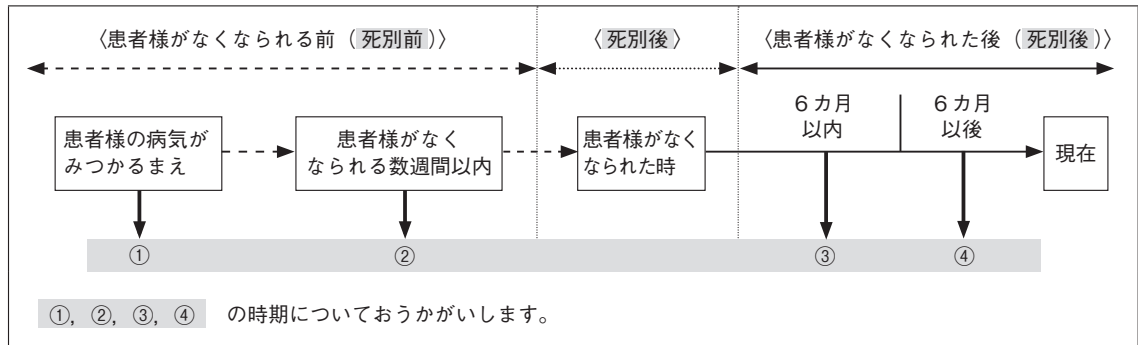 〈患者様がなくなられる前（死別前）〉
〈死別後〉
〈患者様がなくなられた後（死別後）〉
患者様の病気が
みつかるまえ
患者様がなく
なられる数週間以内
患者様がなく
なられた時
6カ月
以内
6カ月
以後
現在
①
②
③
④
①，②，③，④　の時期についておうかがいします。